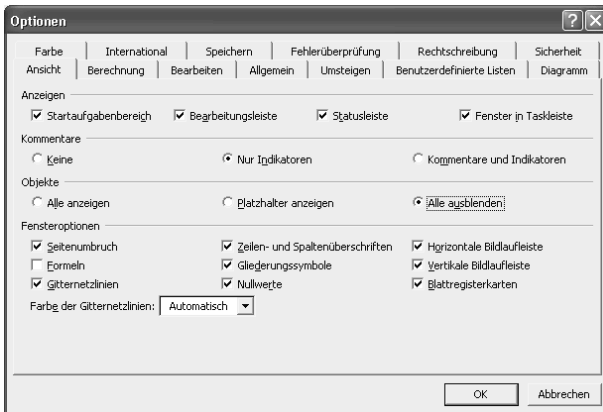 Optionen
Farbe International Speichern Fehlerüberprüfung Rechtschreibung Sicherheit
Ansicht Berechnung Bearbeiten Allgemein Umsteigen Benutzerdefinierte Listen Diagramm
Anzeigen
Startaufgabenbereich Bearbeitungsleiste Statusleiste Fenster in Taskleiste
Kommentare
Keine Nur Indikatoren Kommentare und Indikatoren
Objekte
Alle anzeigen Platzhalter anzeigen Alle ausblenden
Fensteroptionen
Seitenumbruch Zeilen- und Spaltenüberschriften Horizontale Bildlaufleiste
Formeln Gliederungssymbole Vertikale Bildlaufleiste
Gitternetzlinien Nullwerte Blattregisterkarten
Farbe der Gitternetzlinien: Automatisch
OK Abbrechen